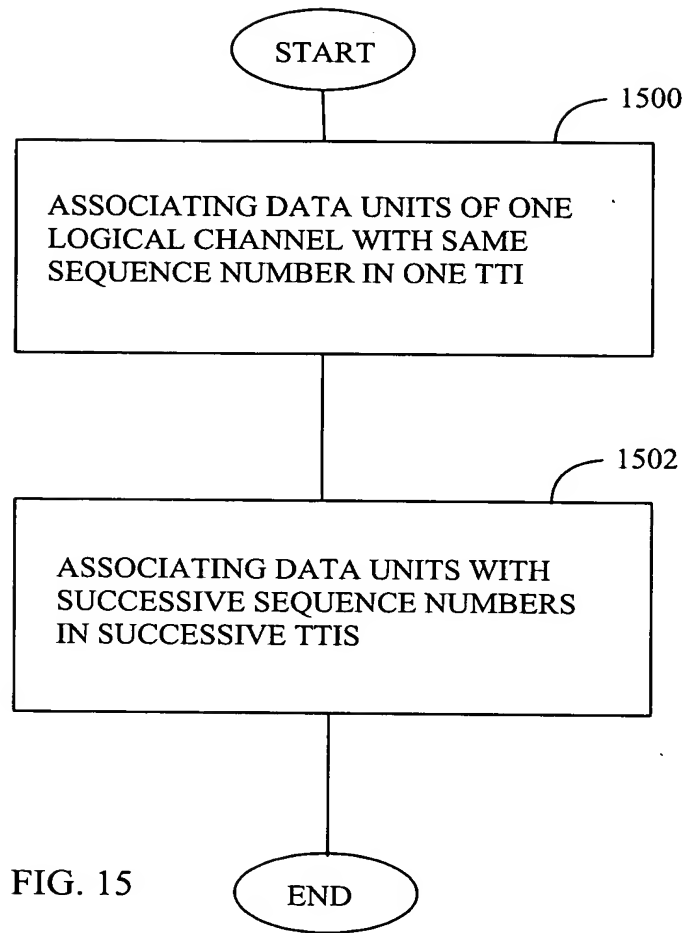 START
1500
ASSOCIATING DATA UNITS OF ONE
LOGICAL CHANNEL WITH SAME
SEQUENCE NUMBER IN ONE TTI
1502
ASSOCIATING DATA UNITS WITH
SUCCESSIVE SEQUENCE NUMBERS
IN SUCCESSIVE TTIS
FIG. 15
END